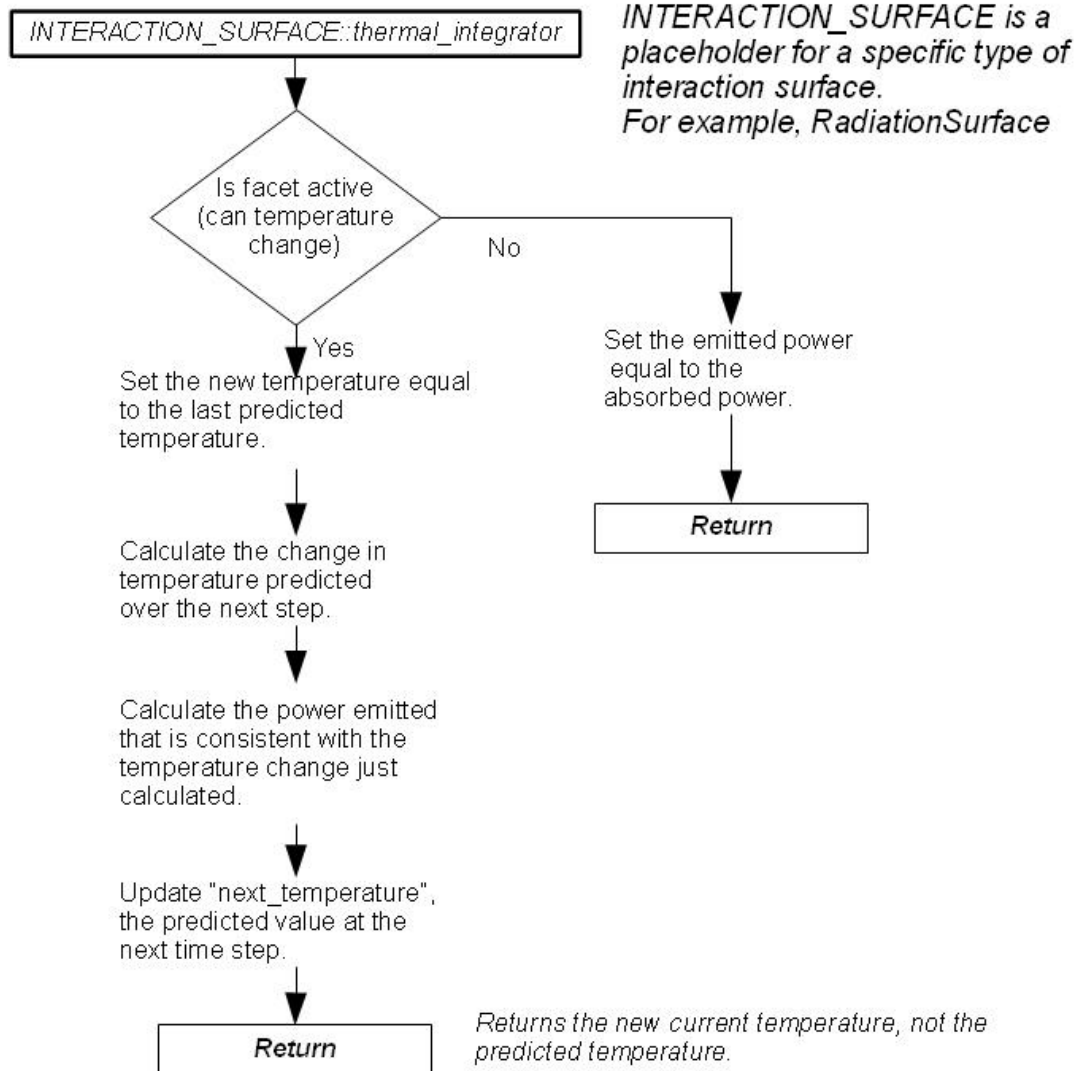 INTERACTION_SURFACE::thermal_integrator
INTERACTION_SURFACE is a
placeholder for a specific type of
interaction surface.
For example, RadiationSurface
Is facet active
(can temperature
change)
No
Yes
Set the new temperature equal
to the last predicted
temperature.
Set the emitted power
equal to the
absorbed power.
Return
Calculate the change in
temperature predicted
over the next step.
Calculate the power emitted
that is consistent with the
temperature change just
calculated.
Update "next_temperature",
the predicted value at the
next time step.
Return
Returns the new current temperature, not the
predicted temperature.